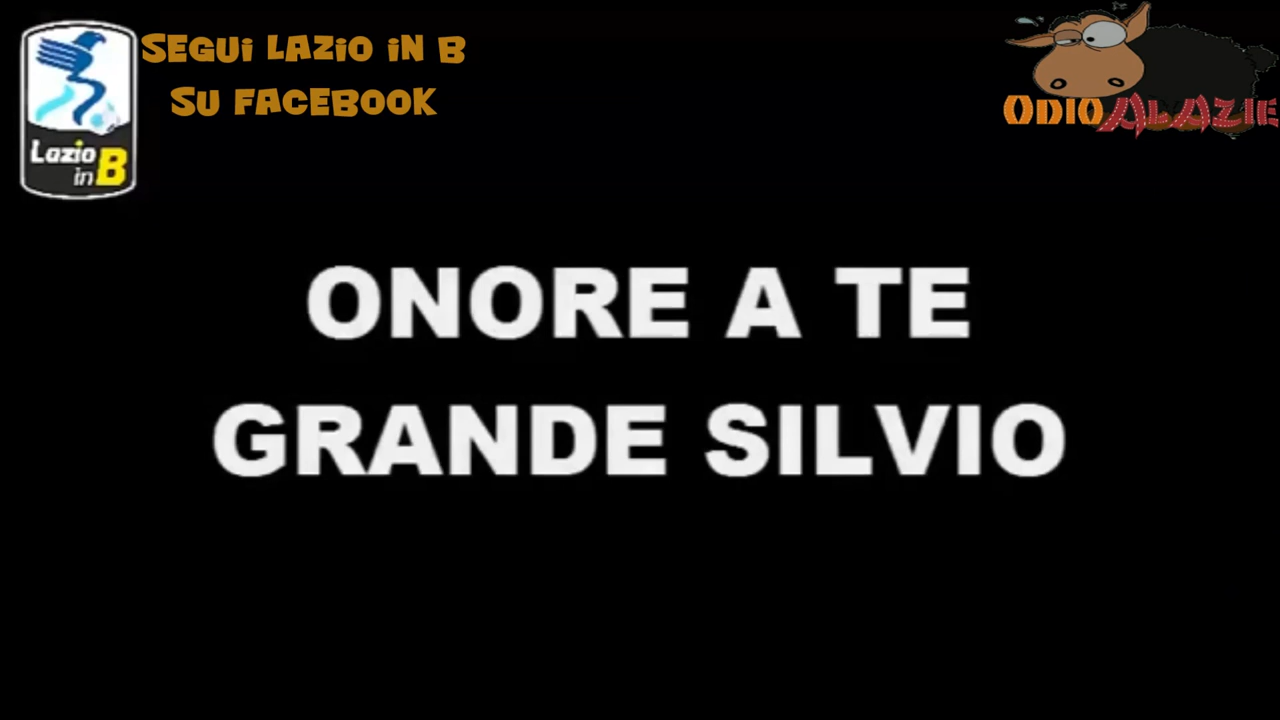 SEGUi LAZiO iN B
SU FACEBOOK
Lazio
in B
ODIO ALAZIE
ONORE A TE
GRANDE SILVIO